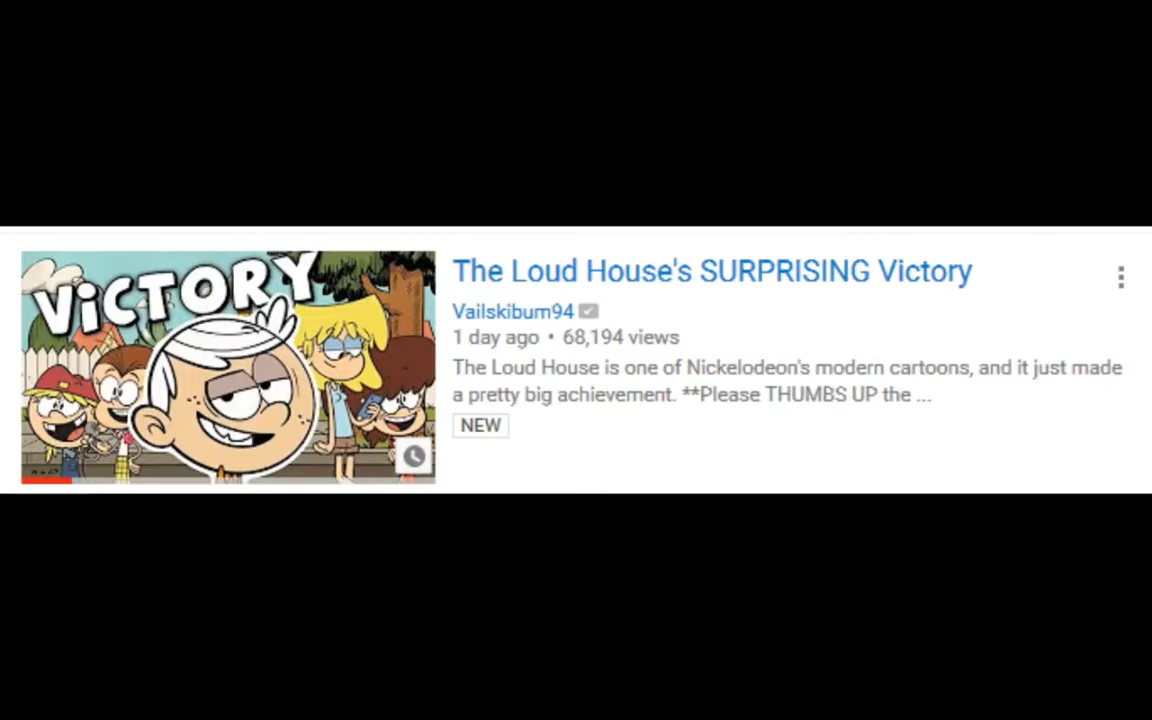 VICTORY
The Loud House's SURPRISING Victory
Vailskibum94
1 day ago • 68,194 views
The Loud House is one of Nickelodeon's modern cartoons, and it just made
a pretty big achievement. **Please THUMBS UP the ...
NEW